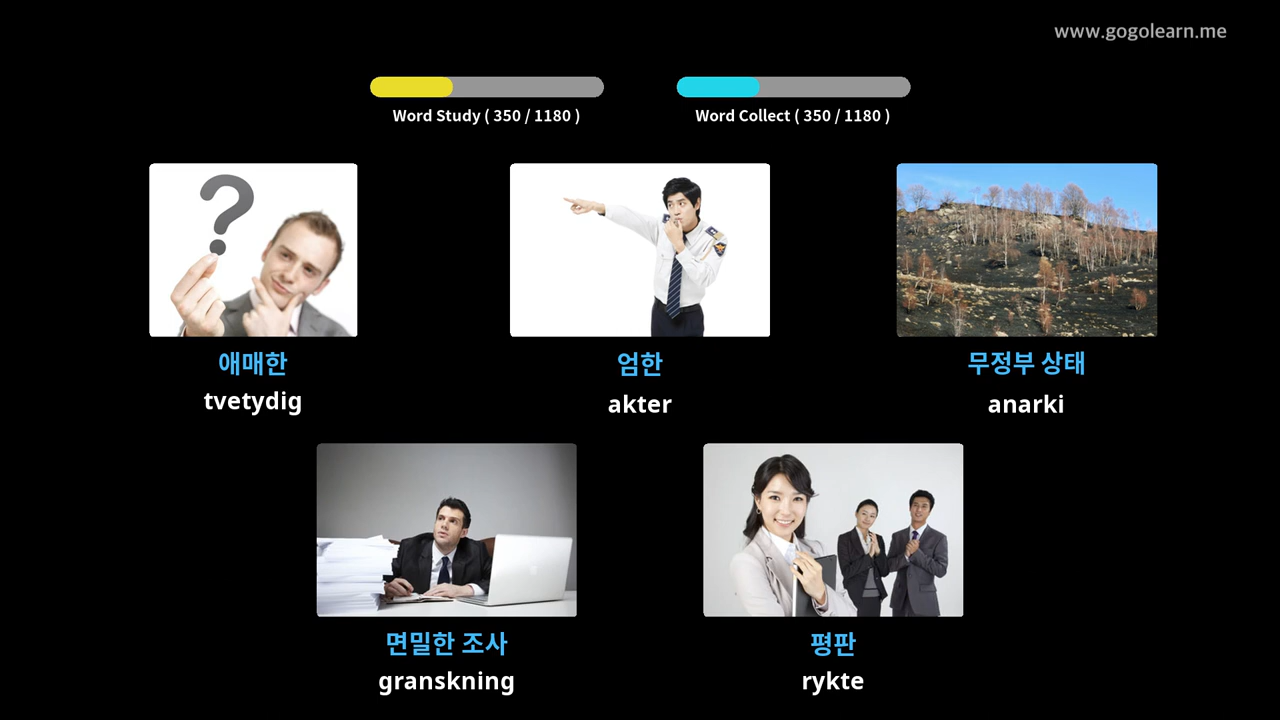 www.gogolearn.me
Word Study ( 350 / 1180 )
Word Collect ( 350 / 1180 )
애매한
tvetydig
엄한
akter
무정부 상태
anarki
면밀한 조사
granskning
평판
rykte